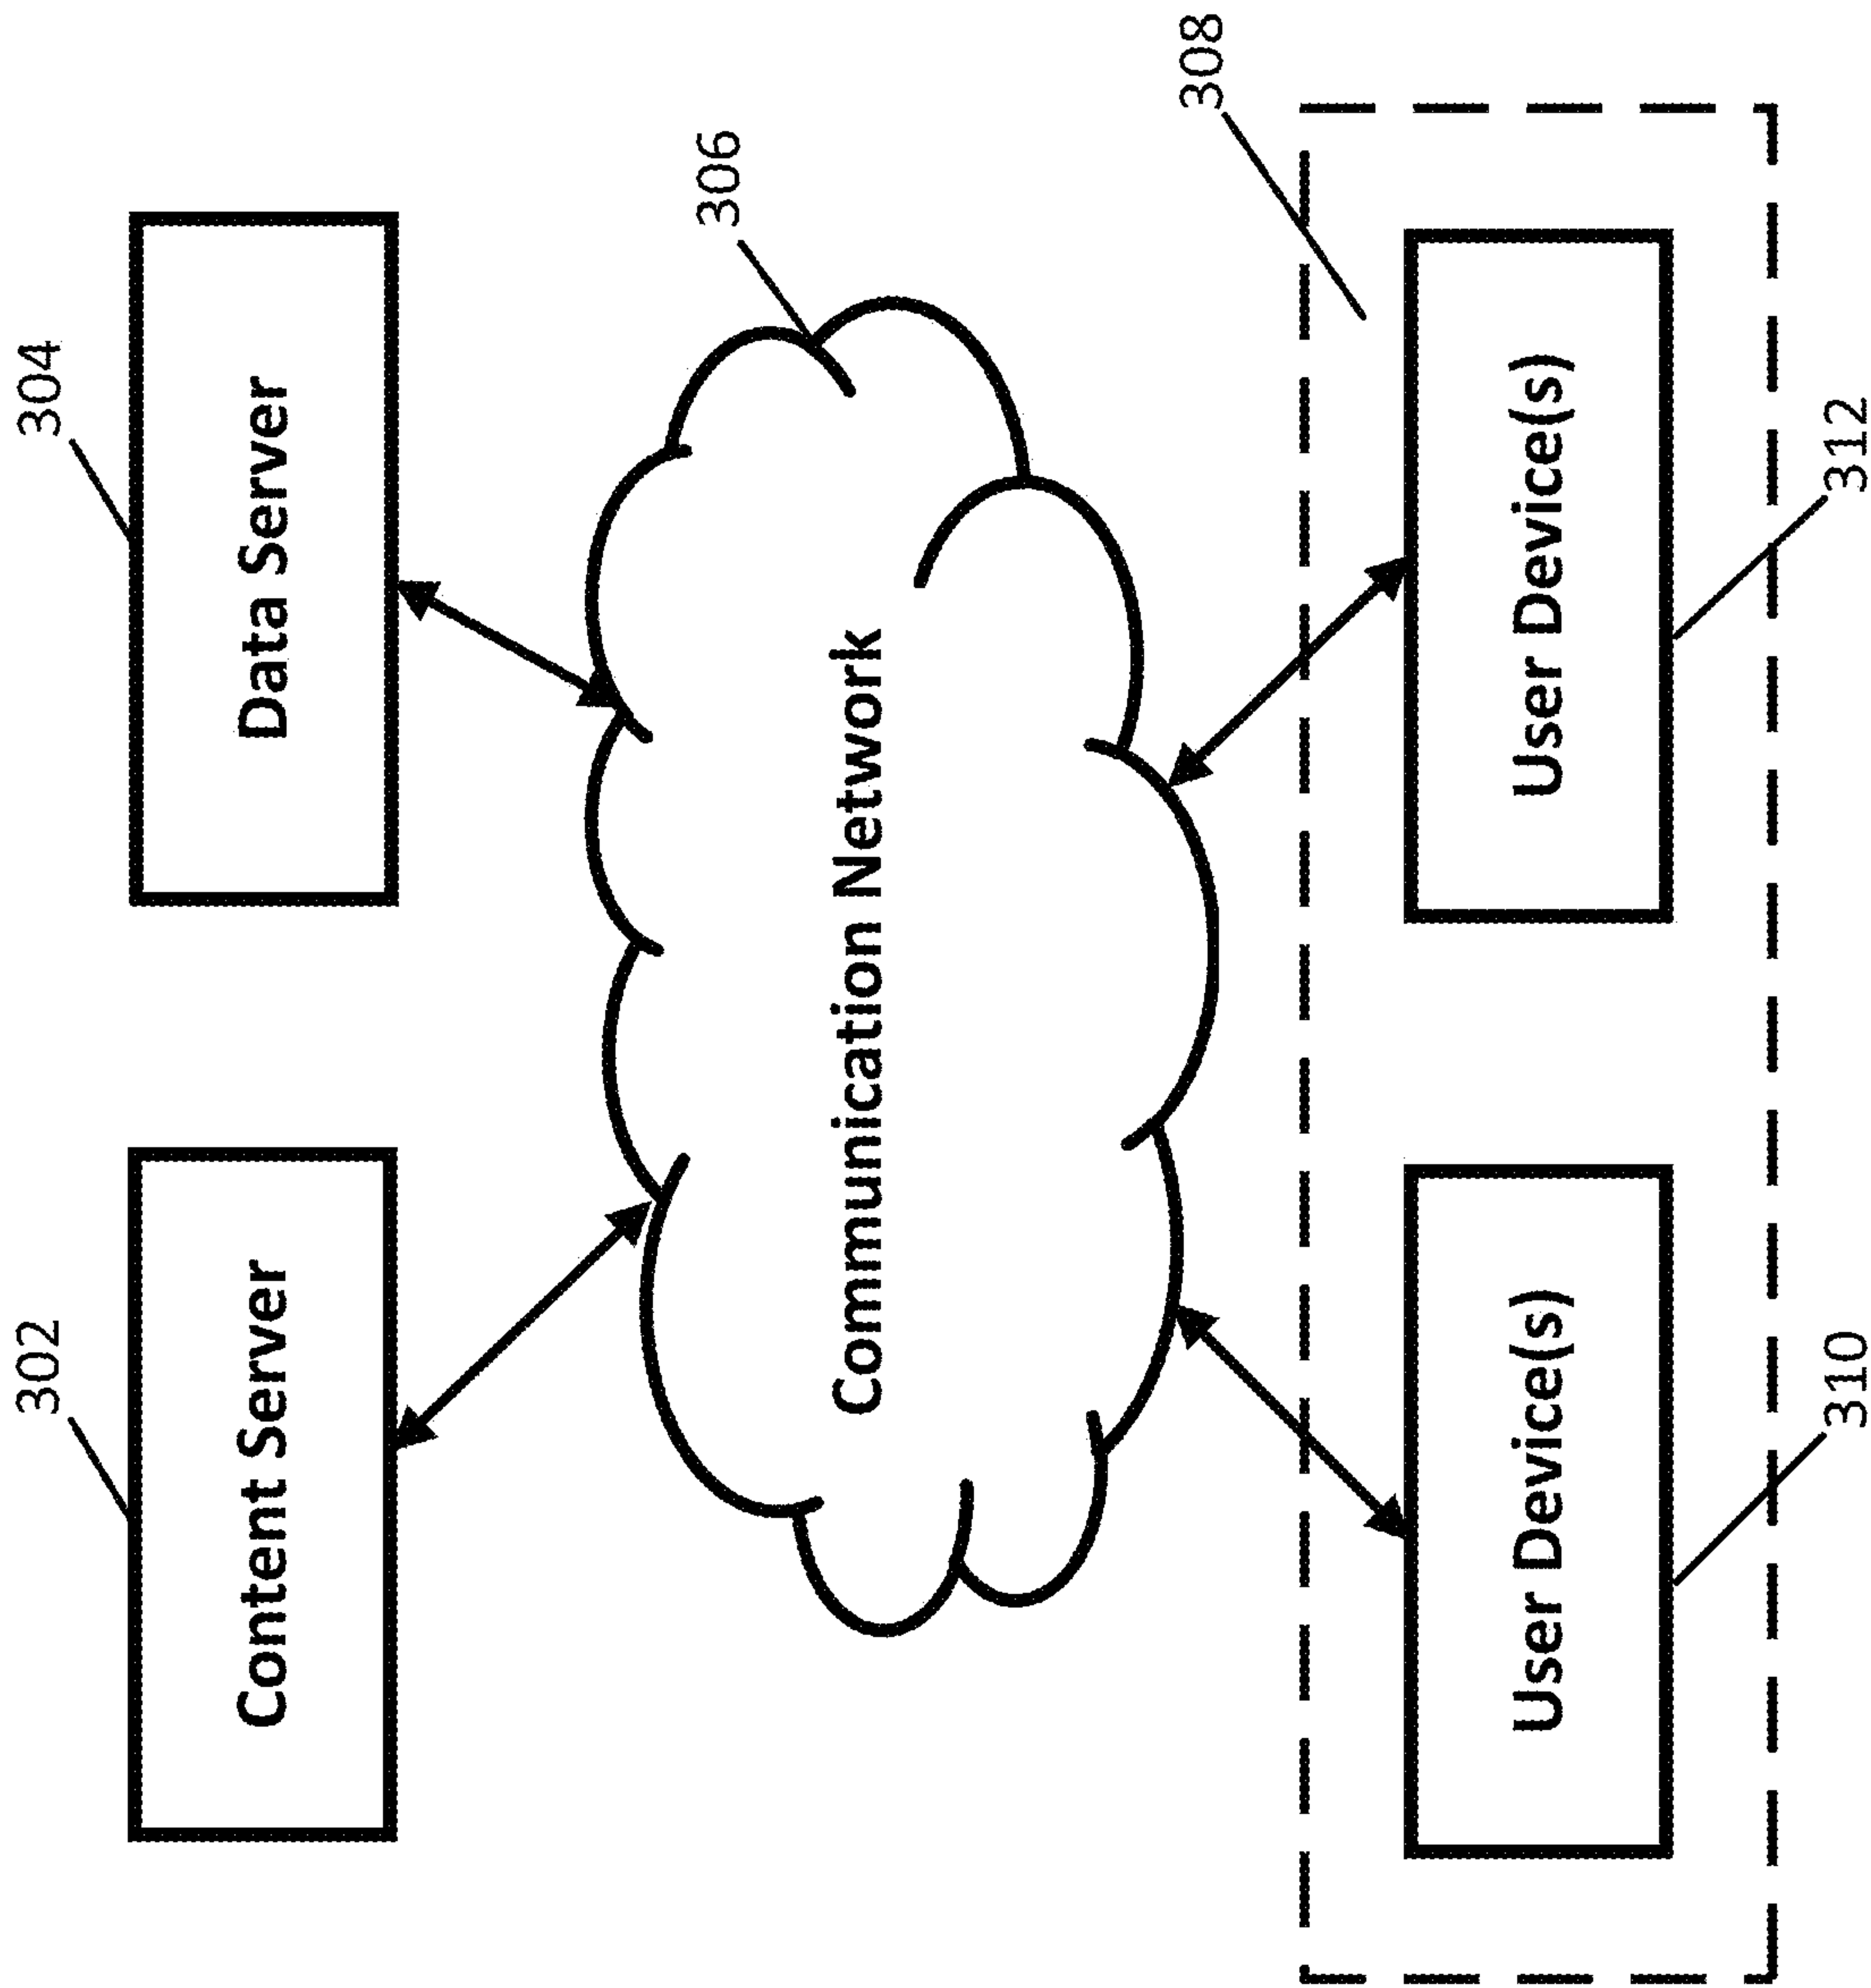 302
304
Content Server
Data Server
306
Communication Network
308
User Device(s)
User Device(s)
310
312